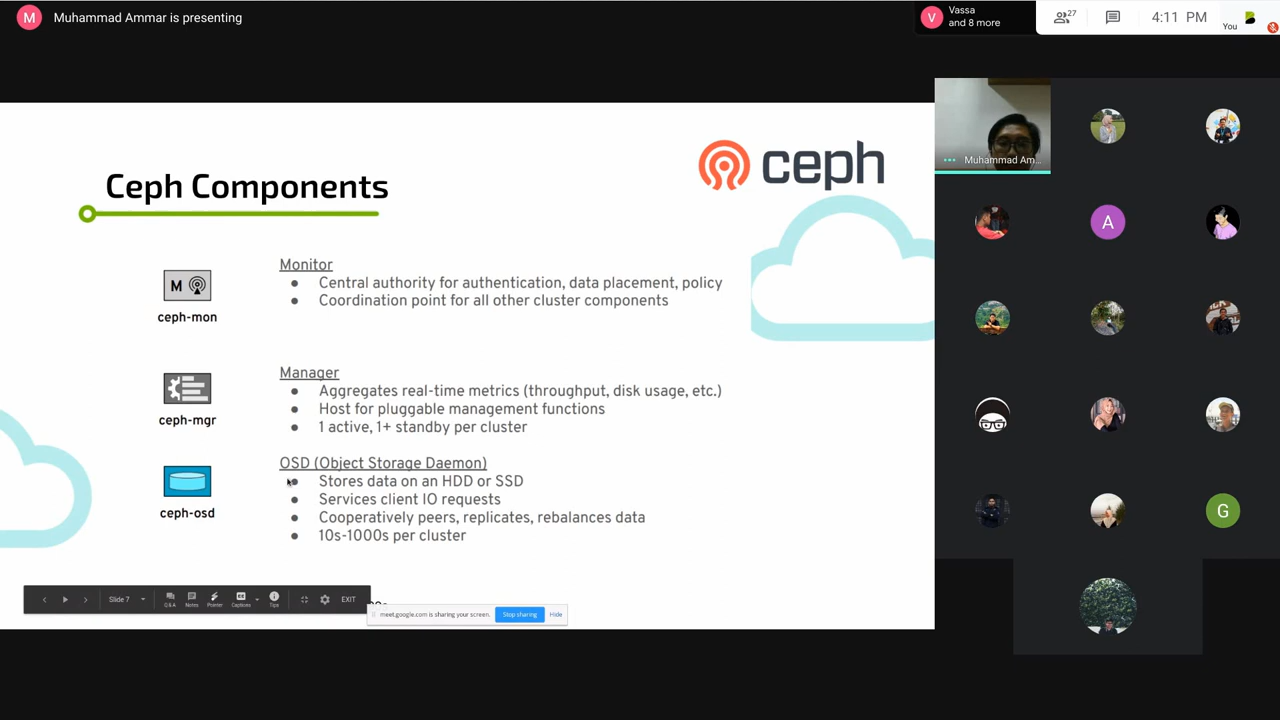 M
Muhammad Ammar is presenting
V
Vassa
and 8 more
27
4:11 PM
You
ceph
Ceph Components
Muhammad Am...
A
Monitor
Central authority for authentication, data placement, policy
Coordination point for all other cluster components
M
ceph-mon
Manager
Aggregates real-time metrics (throughput, disk usage, etc.)
Host for pluggable management functions
1 active, 1+ standby per cluster
ceph-mgr
OSD (Object Storage Daemon)
Stores data on an HDD or SSD
Services client IO requests
Cooperatively peers, replicates, rebalances data
10s-1000s per cluster
ceph-osd
G
Slide 7
Q&A
Notes
Pointer
Captions
Tips
EXIT
meet.google.com is sharing your screen.
Stop sharing
Hide